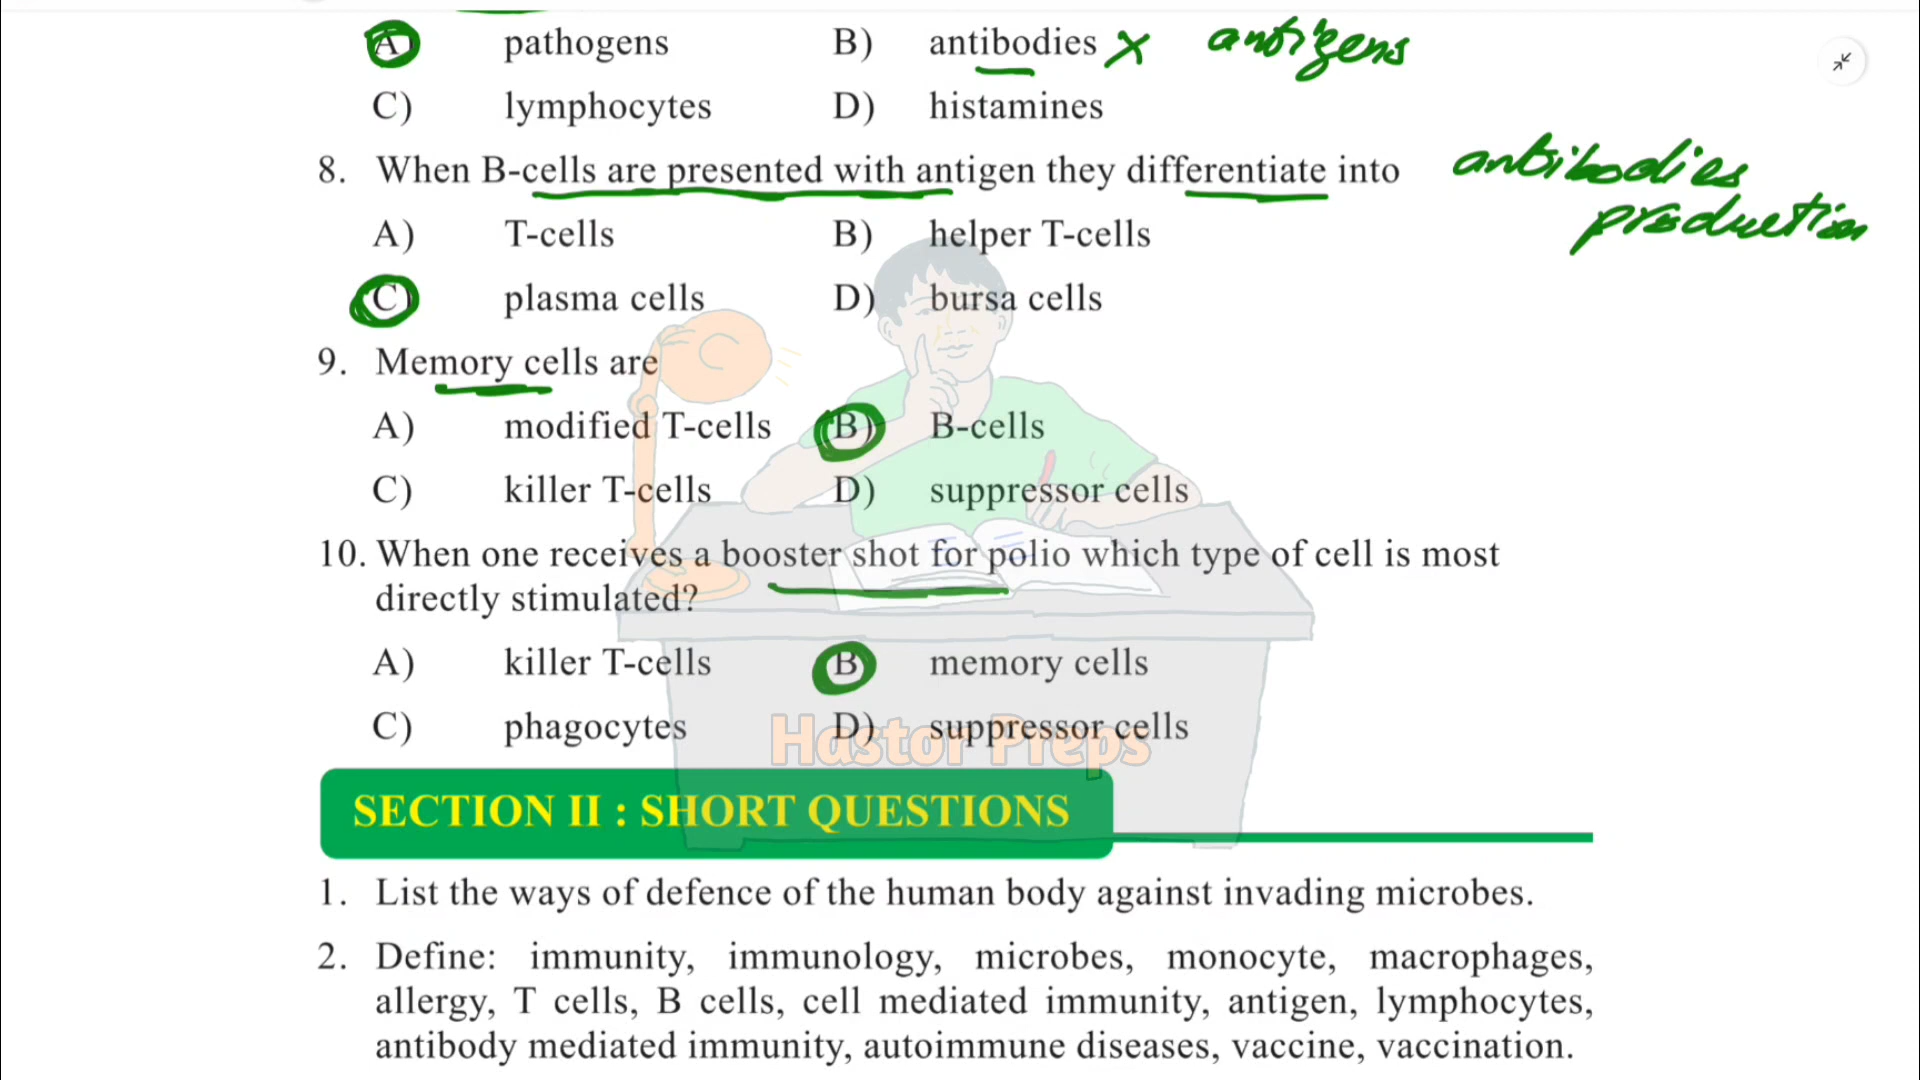 A) pathogens B) antibodies x antigens
C) lymphocytes D) histamines
8. When B-cells are presented with antigen they differentiate into antibodies
production
A) T-cells B) helper T-cells
C) plasma cells D) bursa cells
9. Memory cells are
A) modified T-cells B) B-cells
C) killer T-cells D) suppressor cells
10. When one receives a booster shot for polio which type of cell is most
directly stimulated?
A) killer T-cells B memory cells
C) phagocytes D) suppressor cells
Hastor Preps
SECTION II : SHORT QUESTIONS
1. List the ways of defence of the human body against invading microbes.
2. Define: immunity, immunology, microbes, monocyte, macrophages,
allergy, T cells, B cells, cell mediated immunity, antigen, lymphocytes,
antibody mediated immunity, autoimmune diseases, vaccine, vaccination.